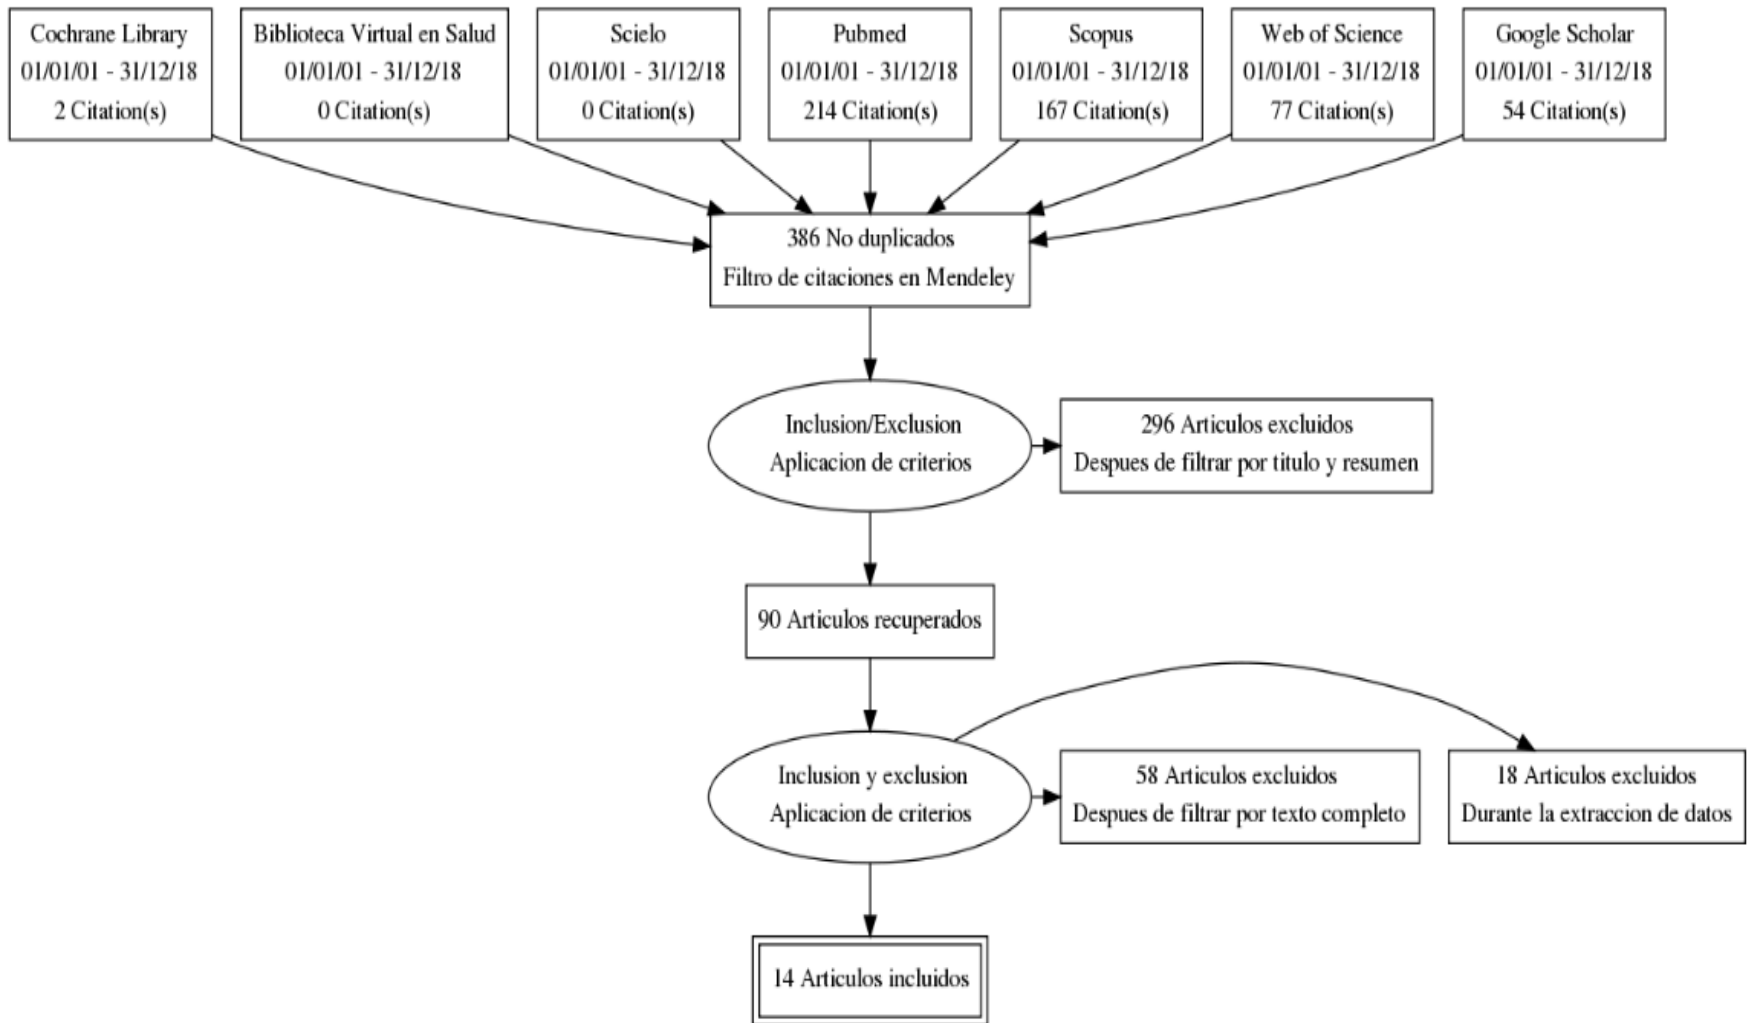 Cochrane Library
01/01/01 - 31/12/18
2 Citation(s)
Biblioteca Virtual en Salud
01/01/01 - 31/12/18
0 Citation(s)
Scielo
01/01/01 - 31/12/18
0 Citation(s)
Pubmed
01/01/01 - 31/12/18
214 Citation(s)
Scopus
01/01/01 - 31/12/18
167 Citation(s)
Web of Science
01/01/01 - 31/12/18
77 Citation(s)
Google Scholar
01/01/01 - 31/12/18
54 Citation(s)
386 No duplicados
Filtro de citaciones en Mendeley
Inclusion/Exclusion
Aplicacion de criterios
296 Articulos excluidos
Despues de filtrar por titulo y resumen
90 Articulos recuperados
Inclusion y exclusion
Aplicacion de criterios
58 Articulos excluidos
Despues de filtrar por texto completo
18 Articulos excluidos
Durante la extraccion de datos
14 Articulos incluidos